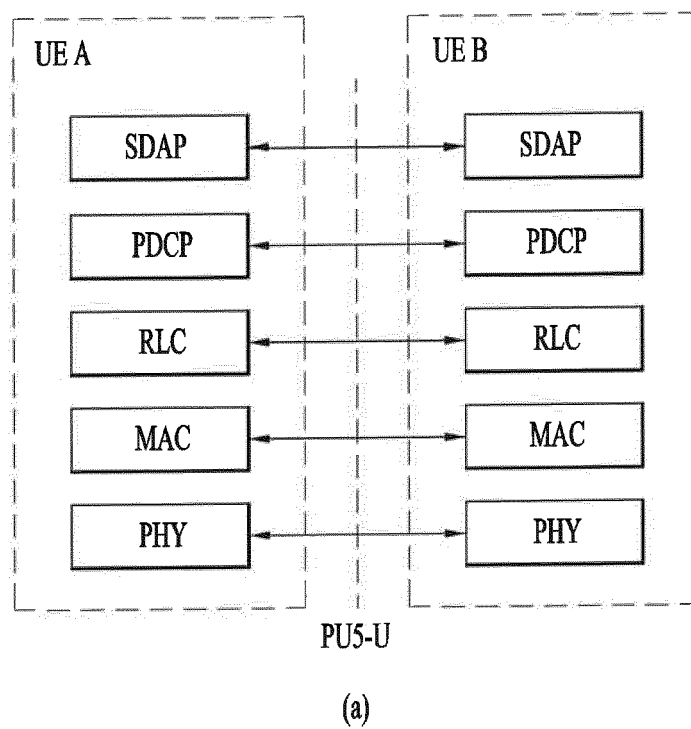 UE A
UE B
SDAP
SDAP
PDCP
PDCP
RLC
RLC
MAC
MAC
PHY
PHY
PU5-U
(a)